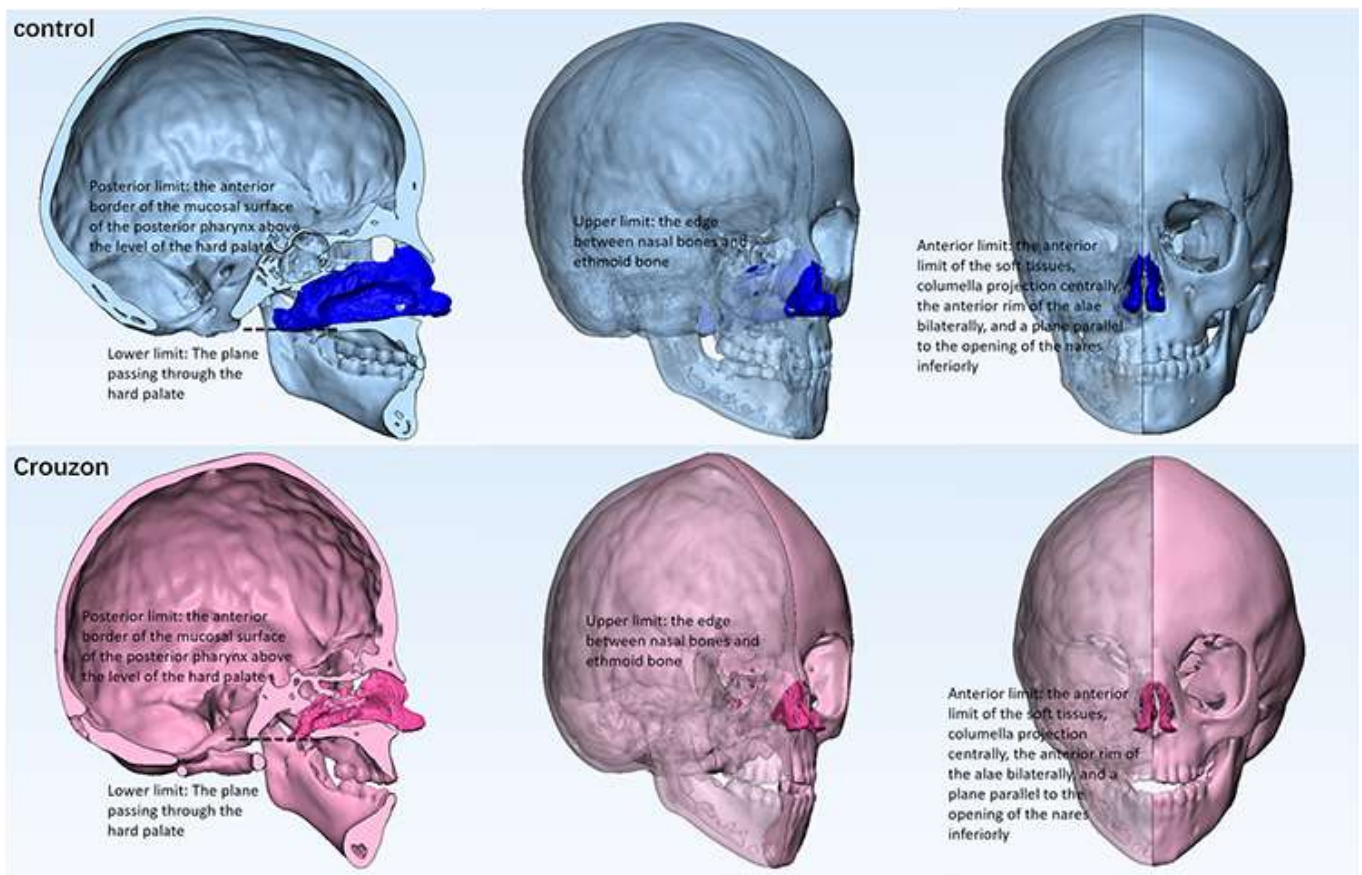 control
Posterior limit: the anterior
border of the mucosal surface
of the posterior pharynx above
the level of the hard palate
Lower limit: The plane
passing through the
hard palate
Upper limit: the edge
between nasal bones and
ethmoid bone
Anterior limit: the anterior
limit of the soft tissues,
columella projection centrally,
the anterior rim of the alae
bilaterally, and a plane parallel
to the opening of the nares
inferiorly
Crouzon
Posterior limit: the anterior
border of the mucosal surface
of the posterior pharynx above
the level of the hard palate
Lower limit: The plane
passing through the
hard palate
Upper limit: the edge
between nasal bones and
ethmoid bone
Anterior limit: the anterior
limit of the soft tissues,
columella projection
centrally, the anterior rim of
the alae bilaterally, and a
plane parallel to the
opening of the nares
inferiorly